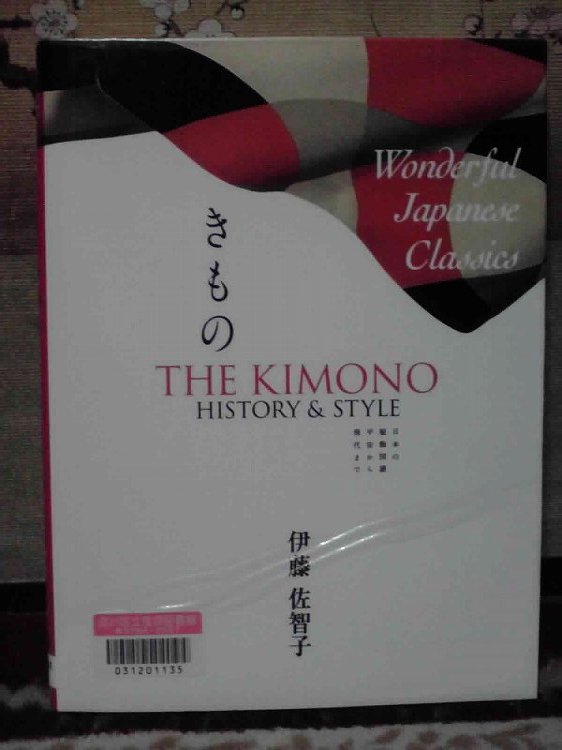 Wonderful
Japanese
Classics
きもの
THE KIMONO
HISTORY & STYLE
伊藤 佐智子
031201135